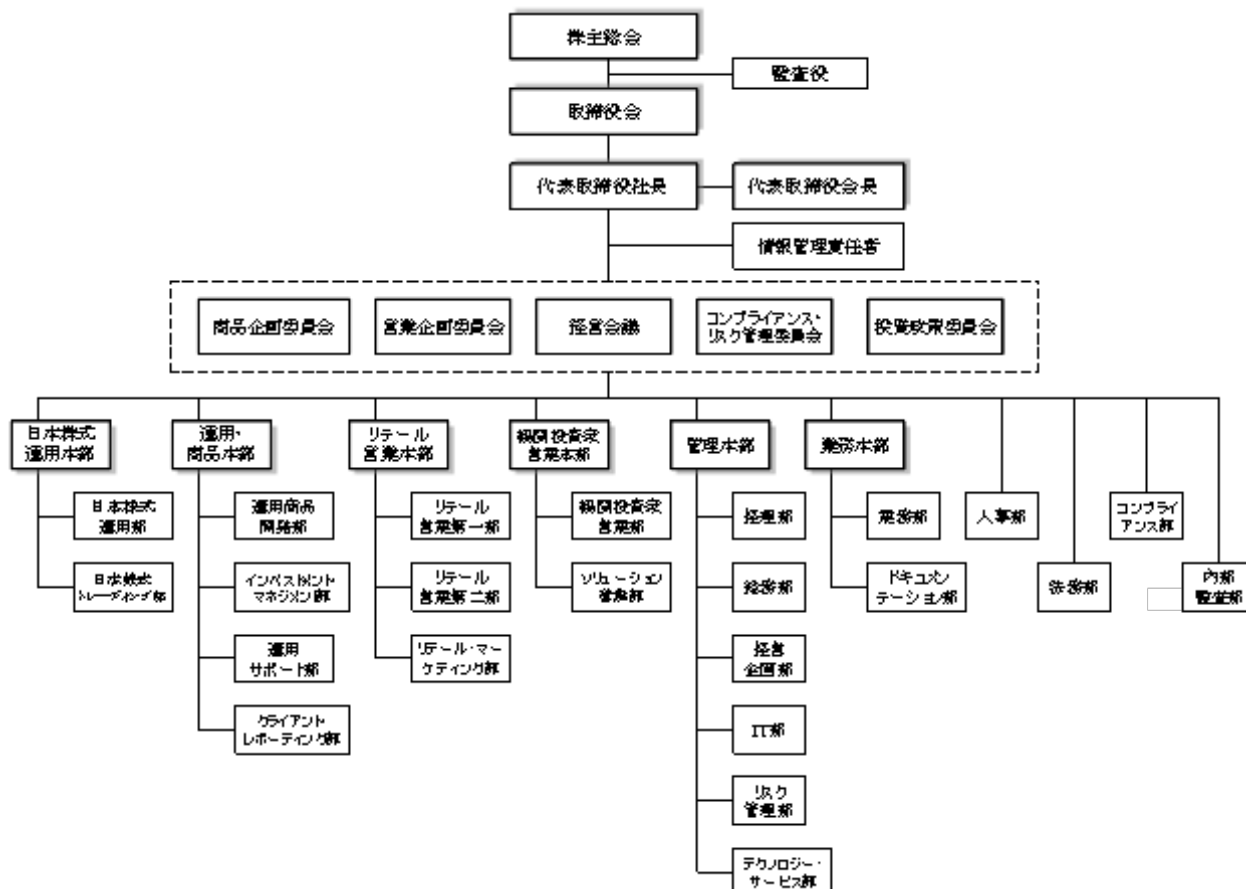 株主総会
監査役
取締役会
代表取締役社長
代表取締役会長
情報管理責任者
商品企画委員会
営業企画委員会
経営会議
コンプライアンス・
リスク管理委員会
投資政策委員会
日本株式
運用本部
運用・
商品本部
リテール
営業本部
機関投資家
営業本部
管理本部
業務本部
日本株式
運用部
運用商品
開発部
リテール
営業第一部
機関投資家
営業部
経理部
業務部
人事部
コンプライ
アンス部
日本株式
トレーディング部
インベストメント
マネジメント部
リテール
営業第二部
ソリューション
営業部
総務部
ドキュメン
テーション部
法務部
内部
監査部
運用
サポート部
リテール・マー
ケティング部
経営
企画部
クライアント
レポーティング部
IT部
リスク
管理部
テクノロジー・
サービス部